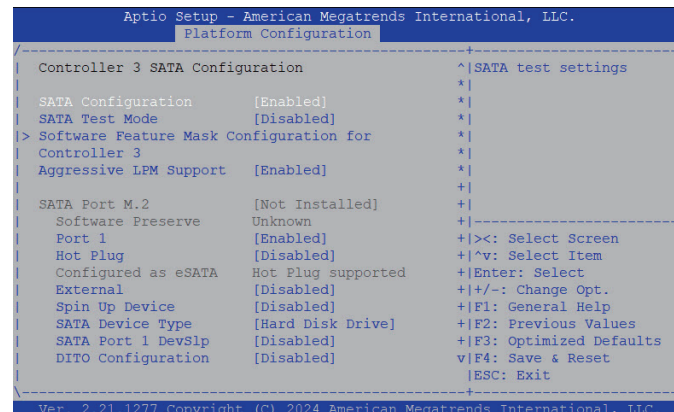 Aptio Setup - American Megatrends International, LLC.
Platform Configuration
Controller 3 SATA Configuration ^|SATA test settings
*|
SATA Configuration [Enabled] *|
SATA Test Mode [Disabled] *|
|> Software Feature Mask Configuration for *|
Controller 3 *|
Aggressive LPM Support [Enabled] *|
+|
SATA Port M.2 [Not Installed] +|
Software Preserve Unknown +|
Port 1 [Enabled] +|><: Select Screen
Hot Plug [Disabled] +|^v: Select Item
Configured as eSATA Hot Plug supported +|Enter: Select
External [Disabled] +|+/-: Change Opt.
Spin Up Device [Disabled] +|F1: General Help
SATA Device Type [Hard Disk Drive] +|F2: Previous Values
SATA Port 1 DevSlp [Disabled] +|F3: Optimized Defaults
DITO Configuration [Disabled] v|F4: Save & Reset
|ESC: Exit
Ver. 2.21.1277 Copyright (C) 2024 American Megatrends International, LLC